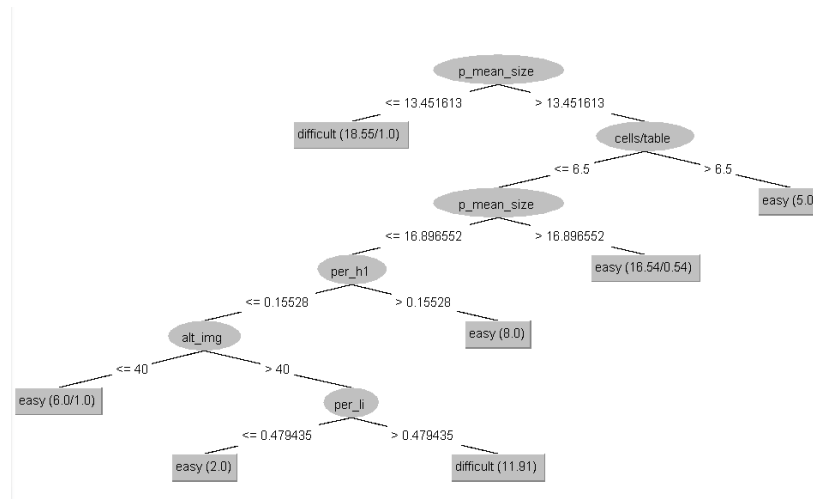 p_mean_size
<= 13.451613 > 13.451613
difficult (18.55/1.0) cells/table
<= 6.5 > 6.5
p_mean_size easy (5.0
<= 16.896552 > 16.896552
per_h1 easy (16.54/0.54)
<= 0.15528 > 0.15528
alt_img easy (8.0)
<= 40 > 40
easy (6.0/1.0) per_li
<= 0.479435 > 0.479435
easy (2.0) difficult (11.91)